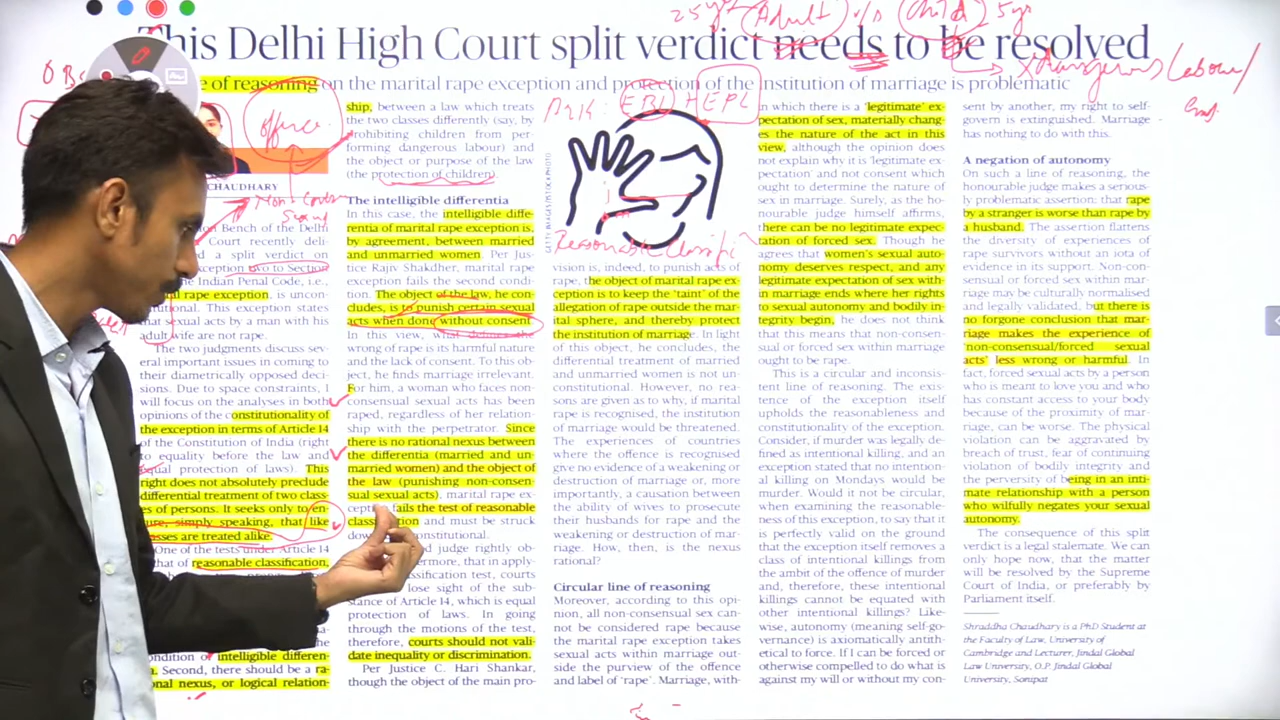 This Delhi High Court split verdict needs to be resolved
e of reasoning on the marital rape exception and protection of the institution of marriage is problematic
25 yrs Adult v/s Child 5 yrs
dangerous labour/
offence
EBL HEPL
Reasonable Classifi
CHAUDHARY
Bench of the Delhi
Court recently deli-
a split verdict on
ception two to Section
the Indian Penal Code, i.e.,
l rape exception, is uncon-
itutional. This exception states
that sexual acts by a man with his
adult wife are not rape.
The two judgments discuss sev-
eral important issues in coming to
their diametrically opposed deci-
sions. Due to space constraints, I
will focus on the analyses in both
opinions of the constitutionality of
the exception in terms of Article 14
of the Constitution of India (right
to equality before the law and
equal protection of laws). This
right does not absolutely preclude
differential treatment of two class-
es of persons. It seeks only to en-
ure, simply speaking, that like
asses are treated alike.
One of the tests under Article 14
that of reasonable classification,
ondition of intelligible differen-
a. Second, there should be a ra-
onal nexus, or logical relation-
ship, between a law which treats
the two classes differently (say, by
prohibiting children from per-
forming dangerous labour) and
the object or purpose of the law
(the protection of children).
The intelligible differentia
In this case, the intelligible diffe-
rentia of marital rape exception is,
by agreement, between married
and unmarried women. Per Jus-
tice Rajiv Shakdher, marital rape
exception fails the second condi-
tion. The object of the law, he con-
cludes, is to punish certain sexual
acts when done without consent.
In this view, what defines the
wrong of rape is its harmful nature
and the lack of consent. To this ob-
ject, he finds marriage irrelevant.
For him, a woman who faces non-
consensual sexual acts has been
raped, regardless of her relation-
ship with the perpetrator. Since
there is no rational nexus between
the differentia (married and un-
married women) and the object of
the law (punishing non-consen-
sual sexual acts), marital rape ex-
ception fails the test of reasonable
classification and must be struck
down constitutional.
d judge rightly ob-
rmore, that in apply-
ssification test, courts
lose sight of the sub-
stance of Article 14, which is equal
protection of laws. In going
through the motions of the test,
therefore, courts should not vali-
date inequality or discrimination.
Per Justice C. Hari Shankar,
though the object of the main pro-
GETTY IMAGES/ISTOCKPHOTO
vision is, indeed, to punish acts of
rape, the object of marital rape ex-
ception is to keep the 'taint' of the
allegation of rape outside the mar-
ital sphere, and thereby protect
the institution of marriage. In light
of this object, he concludes, the
differential treatment of married
and unmarried women is not un-
constitutional. However, no rea-
sons are given as to why, if marital
rape is recognised, the institution
of marriage would be threatened.
The experiences of countries
where the offence is recognised
give no evidence of a weakening or
destruction of marriage, or, more
importantly, a causation between
the ability of wives to prosecute
their husbands for rape and the
weakening or destruction of mar-
riage. How, then, is the nexus
rational?
Circular line of reasoning
Moreover, according to this opi-
nion, all non-consensual sex can-
not be considered rape because
the marital rape exception takes
sexual acts within marriage out-
side the purview of the offence
and label of 'rape'. Marriage, with-
in which there is a 'legitimate' ex-
pectation of sex, materially chang-
es the nature of the act in this
view, although the opinion does
not explain why it is 'legitimate ex-
pectation' and not consent which
ought to determine the nature of
sex in marriage. Surely, as the ho-
nourable judge himself affirms,
there can be no legitimate expec-
tation of forced sex. Though he
agrees that women's sexual auto-
nomy deserves respect, and any
legitimate expectation of sex with-
in marriage ends where her rights
to sexual autonomy and bodily in-
tegrity begin, he does not think
that this means that non-consen-
sual or forced sex within marriage
ought to be rape.
This is a circular and inconsis-
tent line of reasoning. The exis-
tence of the exception itself
upholds the reasonableness and
constitutionality of the exception.
Consider, if murder was legally de-
fined as intentional killing, and an
exception stated that no intention-
al killing on Mondays would be
murder. Would it not be circular,
when examining the reasonable-
ness of this exception, to say that it
is perfectly valid on the ground
that the exception itself removes a
class of intentional killings from
the ambit of the offence of murder
and, therefore, these intentional
killings cannot be equated with
other intentional killings? Like-
wise, autonomy (meaning self-go-
vernance) is axiomatically antith-
etical to force. If I can be forced or
otherwise compelled to do what is
against my will or without my con-
sent by another, my right to self-
govern is extinguished. Marriage
has nothing to do with this.
A negation of autonomy
On such a line of reasoning, the
honourable judge makes a serious-
ly problematic assertion: that rape
by a stranger is worse than rape by
a husband. The assertion flattens
the diversity of experiences of
rape survivors without an iota of
evidence in its support. Non-con-
sensual or forced sex within mar-
riage may be culturally normalised
and legally validated, but there is
no forgone conclusion that mar-
riage makes the experience of
'non-consensual/forced sexual
acts' less wrong or harmful. In
fact, forced sexual acts by a person
who is meant to love you and who
has constant access to your body
because of the proximity of mar-
riage, can be worse. The physical
violation can be aggravated by
breach of trust, fear of continuing
violation of bodily integrity and
the perversity of being in an inti-
mate relationship with a person
who wilfully negates your sexual
autonomy.
The consequence of this split
verdict is a legal stalemate. We can
only hope now, that the matter
will be resolved by the Supreme
Court of India, or preferably by
Parliament itself.
Shraddha Chaudhary is a PhD Student at
the Faculty of Law, University of
Cambridge and Lecturer, Jindal Global
Law University, O.P. Jindal Global
University, Sonipat